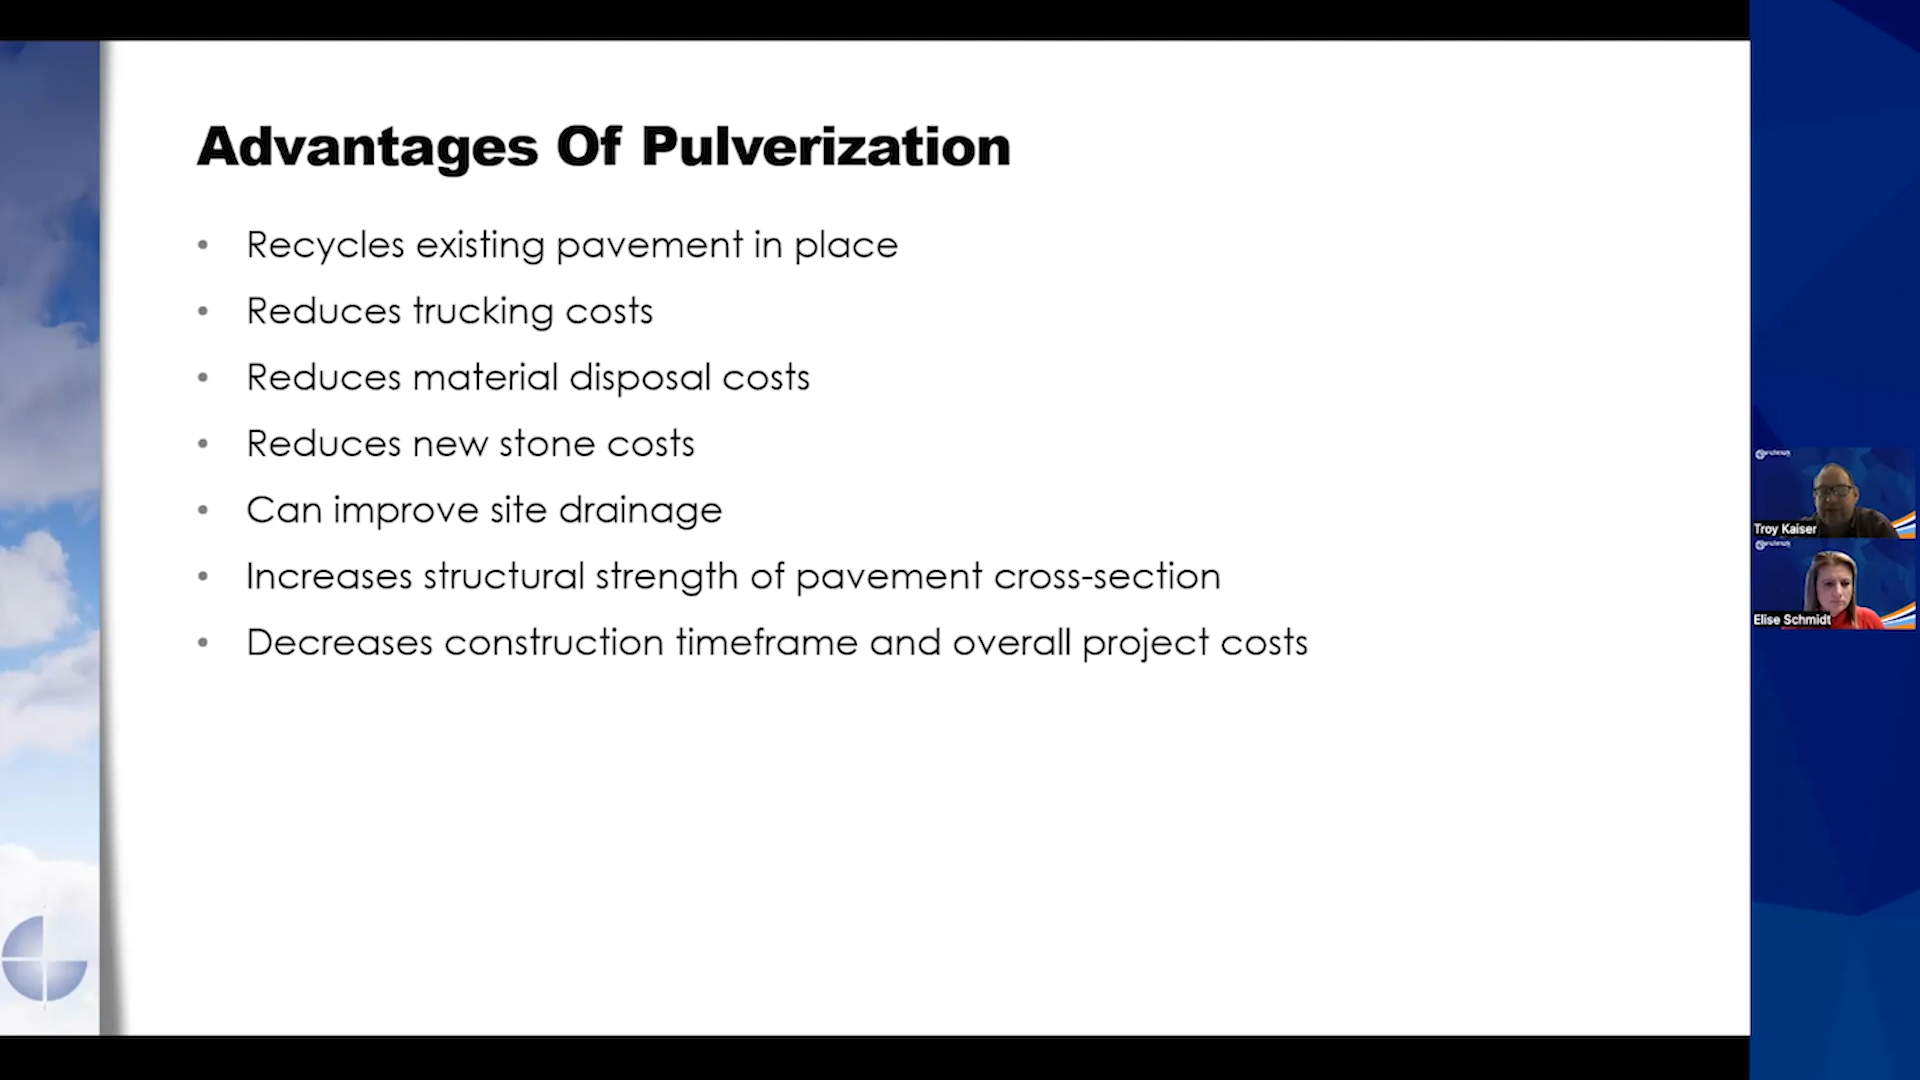 Advantages Of Pulverization
• Recycles existing pavement in place
• Reduces trucking costs
• Reduces material disposal costs
• Reduces new stone costs
• Can improve site drainage
• Increases structural strength of pavement cross-section
• Decreases construction timeframe and overall project costs
Troy Kaiser
Elise Schmidt